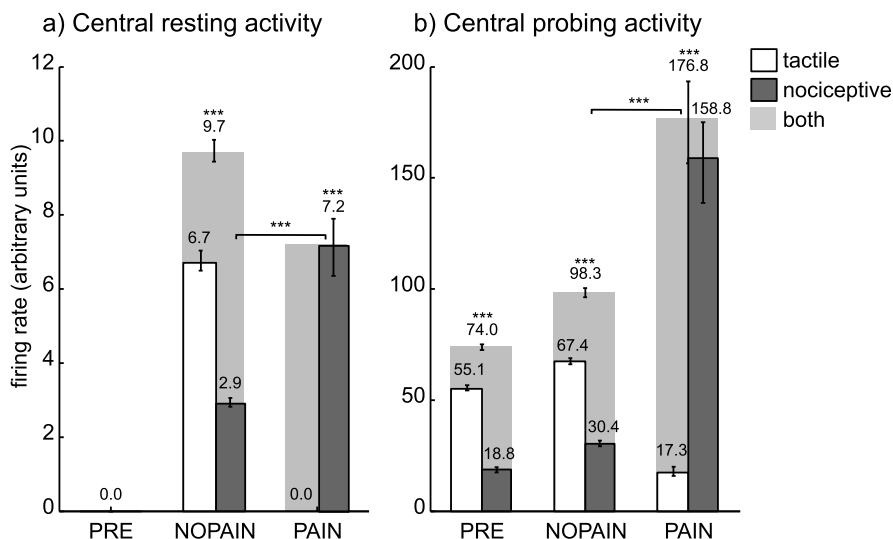 a) Central resting activity
b) Central probing activity
tactile
nociceptive
both
firing rate (arbitrary units)
12
10
8
6
4
2
0
0.0
6.7
***
9.7
2.9
***
0.0
***
7.2
PRE
NOPAIN
PAIN
200
150
100
50
0
55.1
***
74.0
18.8
67.4
***
98.3
30.4
***
17.3
***
176.8
158.8
PRE
NOPAIN
PAIN